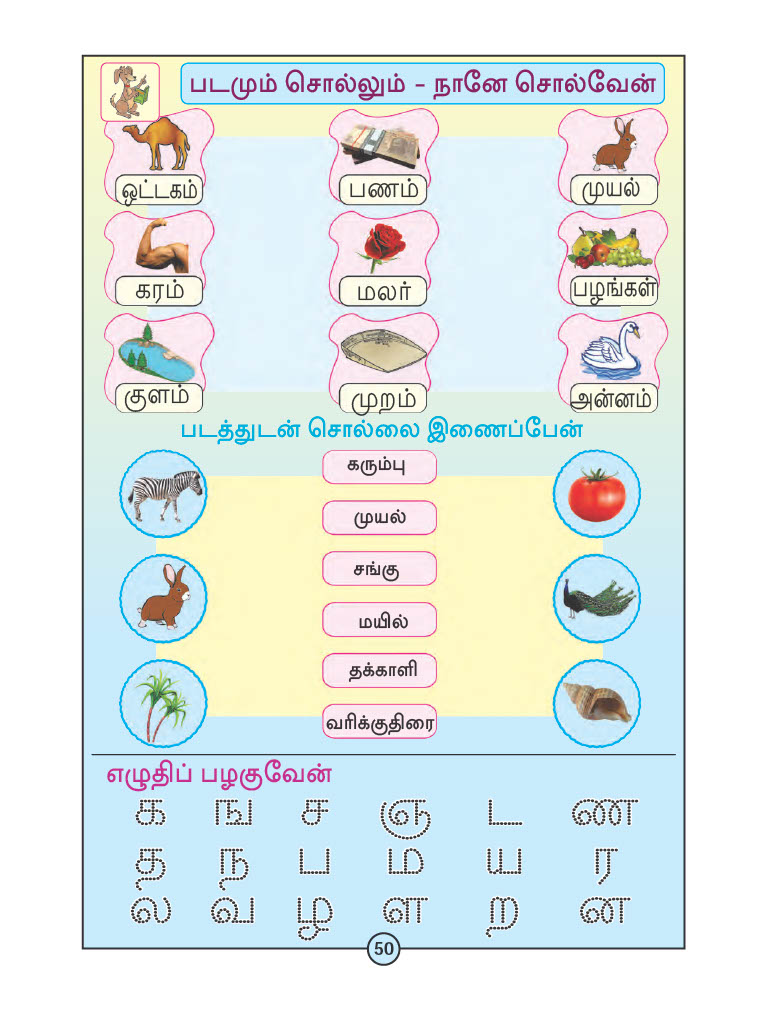 படமும் சொல்லும் - நானே சொல்வேன்
ஒட்டகம் பணம் முயல்
கரம் மலர் பழங்கள்
குளம் முறம் அன்னம்
படத்துடன் சொல்லை இணைப்பேன்
கரும்பு
முயல்
சங்கு
மயில்
தக்காளி
வரிக்குதிரை
எழுதிப் பழகுவேன்
க ங ச ஞ ட ண
த ந ப ம ய ர
ல வ ழ ள ற ன
50